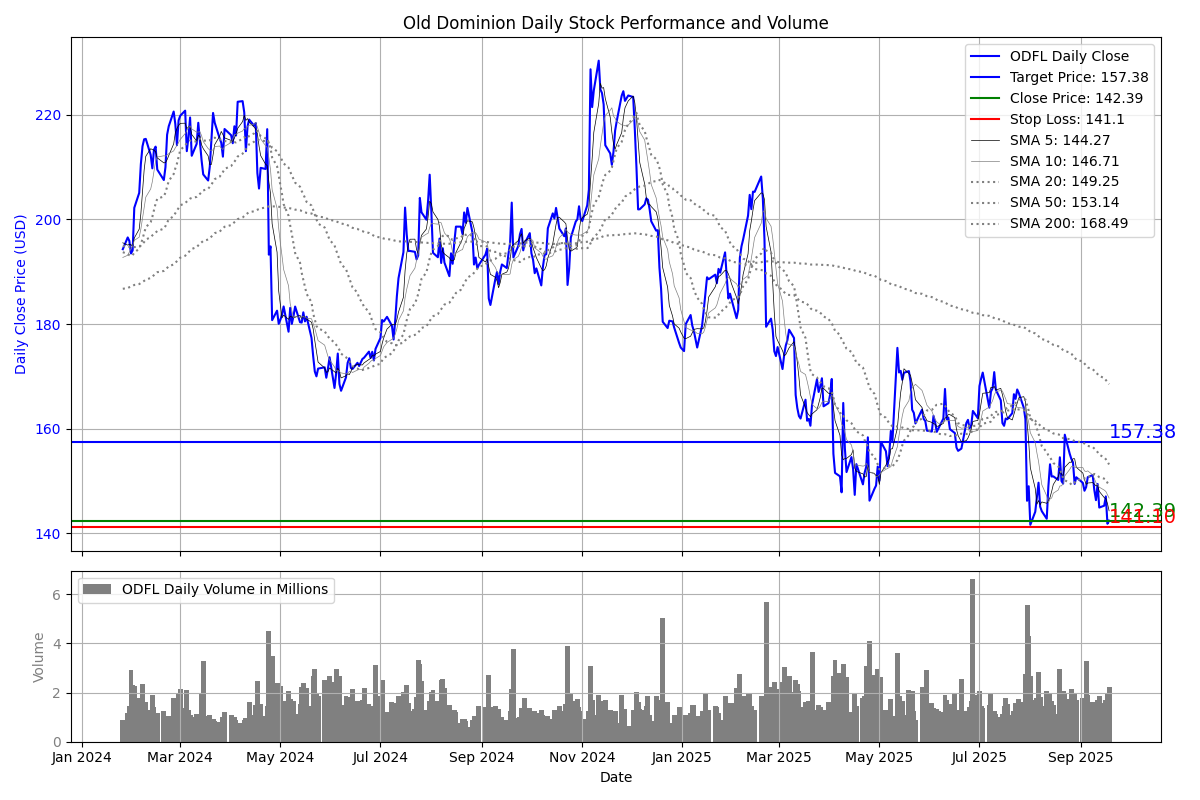 Old Dominion Daily Stock Performance and Volume
Daily Close Price (USD)
220
200
180
160
140
ODFL Daily Close
Target Price: 157.38
Close Price: 142.39
Stop Loss: 141.1
SMA 5: 144.27
SMA 10: 146.71
SMA 20: 149.25
SMA 50: 153.14
SMA 200: 168.49
157.38
142.39
141.10
Volume
6
4
2
0
ODFL Daily Volume in Millions
Jan 2024 Mar 2024 May 2024 Jul 2024 Sep 2024 Nov 2024 Jan 2025 Mar 2025 May 2025 Jul 2025 Sep 2025
Date